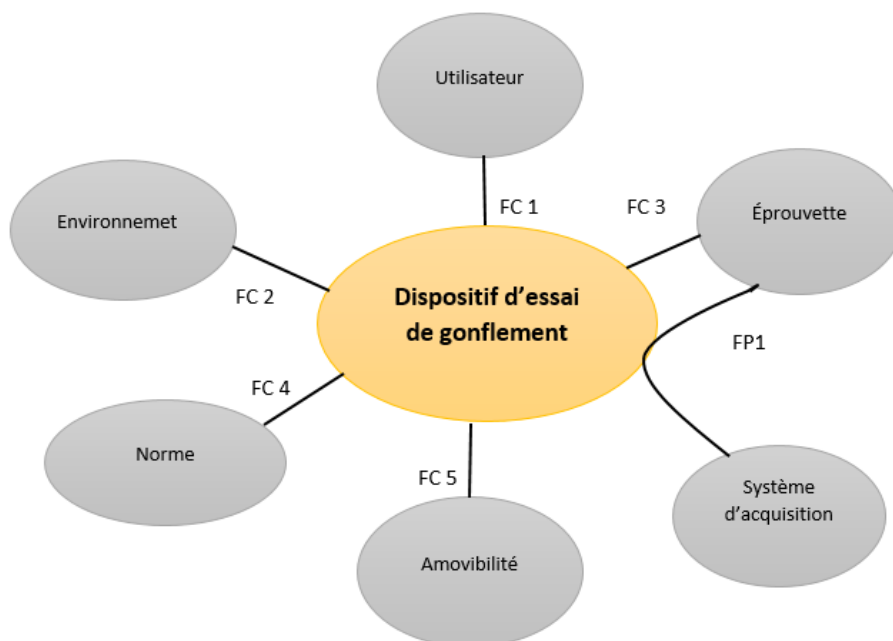 Utilisateur
FC 1
FC 3
Éprouvette
Environnemet
FC 2
Dispositif d’essai
de gonflement
FP1
FC 4
Norme
FC 5
Amovibilité
Système
d’acquisition